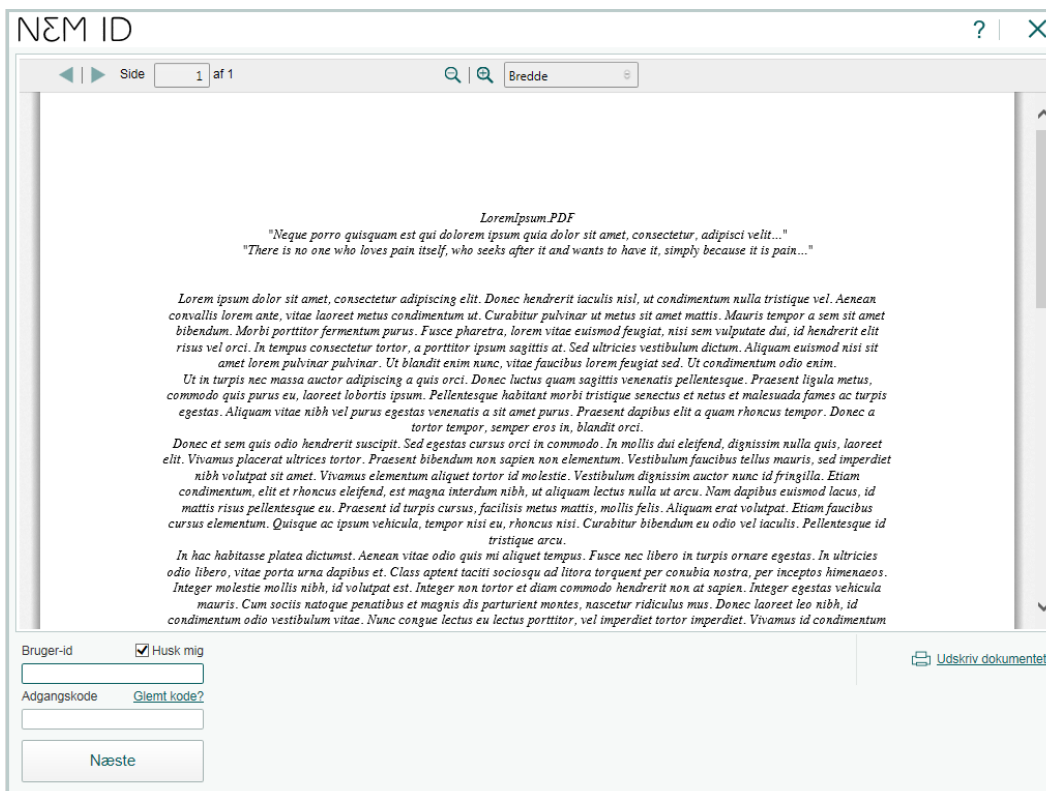 NEM ID
?
Side 1 af 1
Bredde
LoremIpsum.PDF
"Neque porro quisquam est qui dolorem ipsum quia dolor sit amet, consectetur, adipisci velit..."
"There is no one who loves pain itself, who seeks after it and wants to have it, simply because it is pain..."
Lorem ipsum dolor sit amet, consectetur adipiscing elit. Donec hendrerit iaculis nisl, ut condimentum nulla tristique vel. Aenean
convallis lorem ante, vitae laoreet metus condimentum ut. Curabitur pulvinar ut metus sit amet mattis. Mauris tempor a sem sit amet
bibendum. Morbi porttitor fermentum purus. Fusce pharetra, lorem vitae euismod feugiat, nisi sem vulputate dui, id hendrerit elit
risus vel orci. In tempus consectetur tortor, a porttitor ipsum sagittis at. Sed ultricies vestibulum dictum. Aliquam euismod nisi sit
amet lorem pulvinar pulvinar. Ut blandit enim nunc, vitae faucibus lorem feugiat sed. Ut condimentum odio enim.
Ut in turpis nec massa auctor adipiscing a quis orci. Donec luctus quam sagittis venenatis pellentesque. Praesent ligula metus,
commodo quis purus eu, laoreet lobortis ipsum. Pellentesque habitant morbi tristique senectus et netus et malesuada fames ac turpis
egestas. Aliquam vitae nibh vel purus egestas venenatis a sit amet purus. Praesent dapibus elit a quam rhoncus tempor. Donec a
tortor tempor, semper eros in, blandit orci.
Donec et sem quis odio hendrerit suscipit. Sed egestas cursus orci in commodo. In mollis dui eleifend, dignissim nulla quis, laoreet
elit. Vivamus placerat ultrices tortor. Praesent bibendum non sapien non elementum. Vestibulum faucibus tellus mauris, sed imperdiet
nibh volutpat sit amet. Vivamus elementum aliquet tortor id molestie. Vestibulum dignissim auctor nunc id fringilla. Etiam
condimentum, elit et rhoncus eleifend, est magna interdum nibh, ut aliquam lectus nulla ut arcu. Nam dapibus euismod lacus, id
mattis risus pellentesque eu. Praesent id turpis cursus, facilisis metus mattis, mollis felis. Aliquam erat volutpat. Etiam faucibus
cursus elementum. Quisque ac ipsum vehicula, tempor nisi eu, rhoncus nisi. Curabitur bibendum eu odio vel iaculis. Pellentesque id
tristique arcu.
In hac habitasse platea dictumst. Aenean vitae odio quis mi aliquet tempus. Fusce nec libero in turpis ornare egestas. In ultricies
odio libero, vitae porta urna dapibus et. Class aptent taciti sociosqu ad litora torquent per conubia nostra, per inceptos himenaeos.
Integer molestie mollis nibh, id volutpat est. Integer non tortor et diam commodo hendrerit non at sapien. Integer egestas vehicula
mauris. Cum sociis natoque penatibus et magnis dis parturient montes, nascetur ridiculus mus. Donec laoreet leo nibh, id
condimentum odio vestibulum vitae. Nunc congue lectus eu lectus porttitor, vel imperdiet tortor imperdiet. Vivamus id condimentum
Bruger-id Husk mig
Adgangskode Glemt kode?
Næste
Udskriv dokumentet